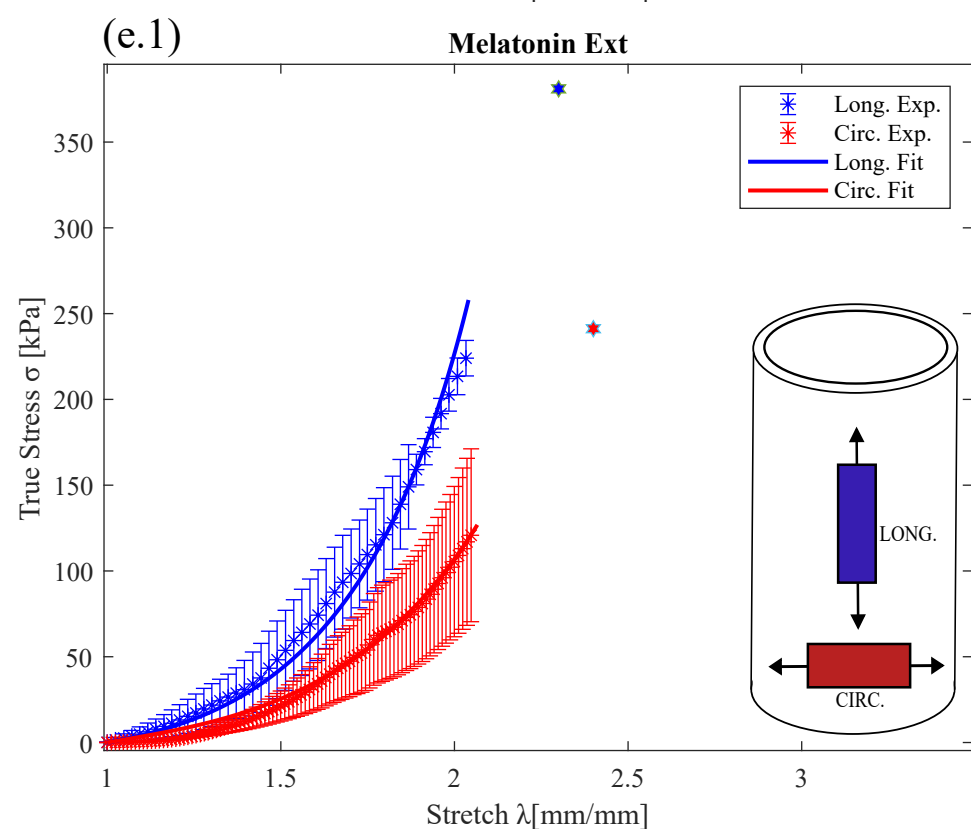 (e.1)
Melatonin Ext
Long. Exp.
Circ. Exp.
Long. Fit
Circ. Fit
350
300
250
200
150
100
50
0
True Stress σ [kPa]
LONG.
CIRC.
1
1.5
2
2.5
3
Stretch λ[mm/mm]